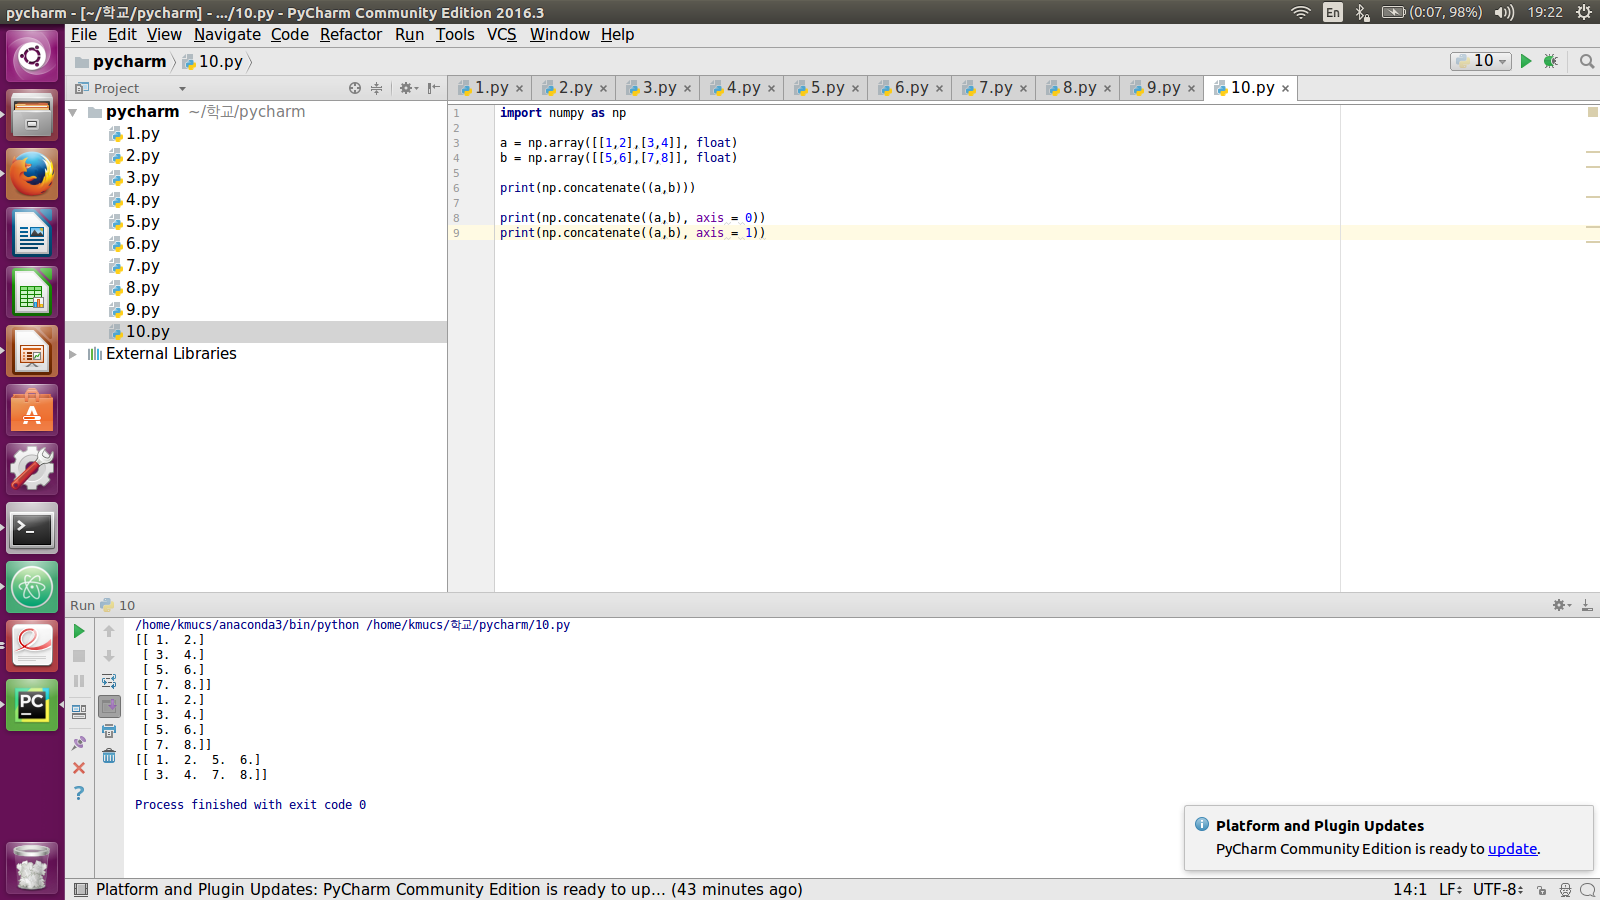 pycharm - [~/학교/pycharm] - .../10.py - PyCharm Community Edition 2016.3
En (0:07, 98%) 19:22
File Edit View Navigate Code Refactor Run Tools VCS Window Help
pycharm 10.py
10
Project
1.py 2.py 3.py 4.py 5.py 6.py 7.py 8.py 9.py 10.py
pycharm ~/학교/pycharm
1.py
2.py
3.py
4.py
5.py
6.py
7.py
8.py
9.py
10.py
External Libraries
1 import numpy as np
2
3 a = np.array([[1,2],[3,4]], float)
4 b = np.array([[5,6],[7,8]], float)
5
6 print(np.concatenate((a,b)))
7
8 print(np.concatenate((a,b), axis = 0))
9 print(np.concatenate((a,b), axis = 1))
Run 10
/home/kmucs/anaconda3/bin/python /home/kmucs/학교/pycharm/10.py
[[ 1.  2.]
 [ 3.  4.]
 [ 5.  6.]
 [ 7.  8.]]
[[ 1.  2.]
 [ 3.  4.]
 [ 5.  6.]
 [ 7.  8.]]
[[ 1.  2.  5.  6.]
 [ 3.  4.  7.  8.]]
Process finished with exit code 0
PC
Platform and Plugin Updates
PyCharm Community Edition is ready to update.
Platform and Plugin Updates: PyCharm Community Edition is ready to up... (43 minutes ago)
14:1 LF UTF-8